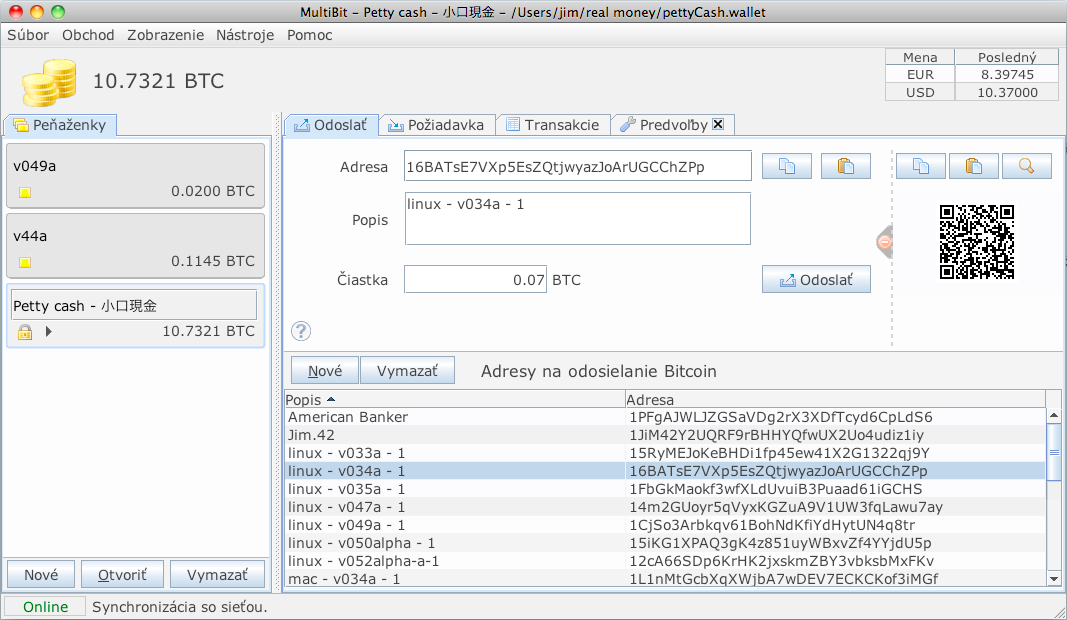 MultiBit - Petty cash - 小口現金 - /Users/jim/real money/pettyCash.wallet
Súbor Obchod Zobrazenie Nástroje Pomoc
10.7321 BTC
Mena Posledný
EUR 8.39745
USD 10.37000
Peňaženky
v049a
0.0200 BTC
v44a
0.1145 BTC
Petty cash - 小口現金
10.7321 BTC
Nové Otvoriť Vymazať
Odoslať Požiadavka Transakcie Predvoľby
Adresa 16BATsE7VXp5EsZQtjwyazJoArUGCChZPp
Popis linux - v034a - 1
Čiastka 0.07 BTC Odoslať
?
Nové Vymazať Adresy na odosielanie Bitcoin
Popis Adresa
American Banker 1PFgAJWLJZGSaVDg2rX3XDfTcyd6CpLdS6
Jim.42 1JiM42Y2UQRF9rBHHYQfwUX2Uo4udiz1iy
linux - v033a - 1 15RyMEJoKeBHDi1fp45ew41X2G1322qj9Y
linux - v034a - 1 16BATsE7VXp5EsZQtjwyazJoArUGCChZPp
linux - v035a - 1 1FbGkMaokf3wfXLdUvuiB3Puaad61iGCHS
linux - v047a - 1 14m2GUoyr5qVyxKGZuA9V1UW3fqLawu7ay
linux - v049a - 1 1CjSo3Arbkqv61BohNdKfiYdHytUN4q8tr
linux - v050alpha - 1 15iKG1XPAQ3gK4z851uyWBxvZf4YYjdU5p
linux - v052alpha-a-1 12cA66SDp6KrHK2jxskmZBY3vbksbMxFKv
mac - v034a - 1 1L1nMtGcbXqXWjbA7wDEV7ECKCKof3iMGf
Online Synchronizácia so sieťou.